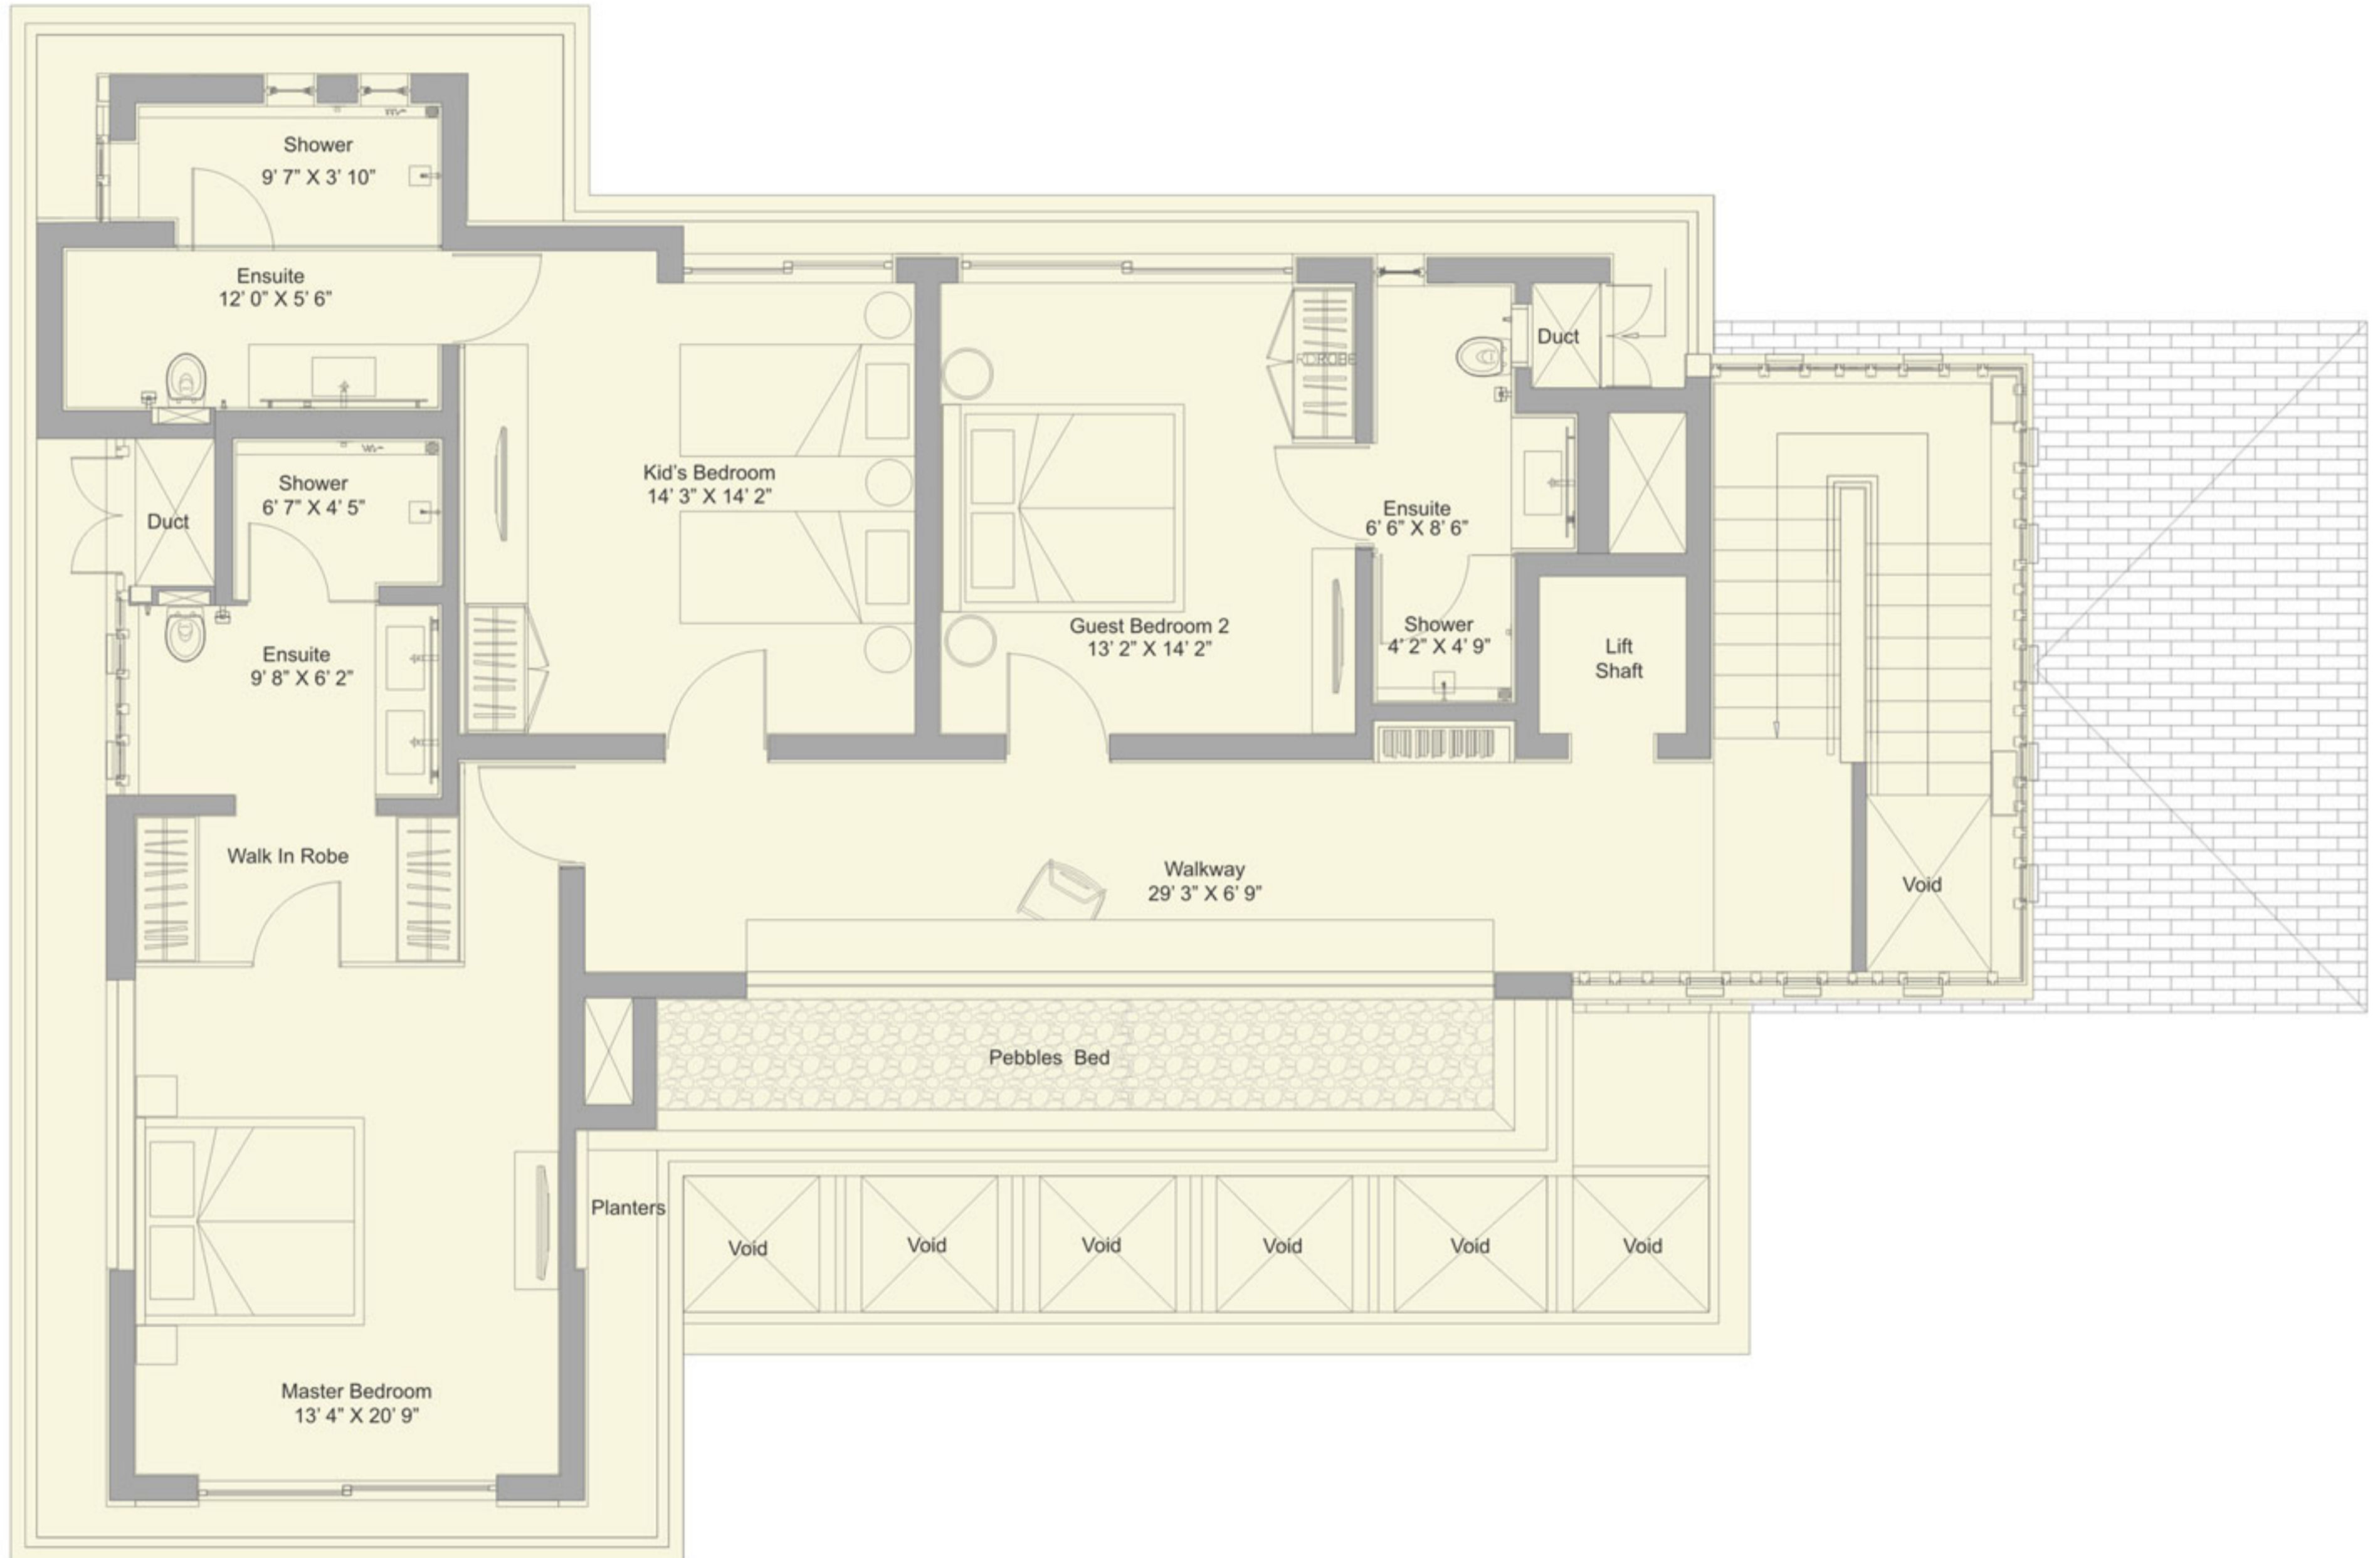 Shower
9’ 7” X 3’ 10”
Ensuite
12’ 0” X 5’ 6”
Duct
Shower
6’ 7” X 4’ 5”
Kid’s Bedroom
14’ 3” X 14’ 2”
Ensuite
6’ 6” X 8’ 6”
Duct
Ensuite
9’ 8” X 6’ 2”
Guest Bedroom 2
13’ 2” X 14’ 2”
Shower
4’ 2” X 4’ 9”
Lift
Shaft
Walk In Robe
Walkway
29’ 3” X 6’ 9”
Void
Pebbles Bed
Planters
Void
Void
Void
Void
Void
Void
Master Bedroom
13’ 4” X 20’ 9”